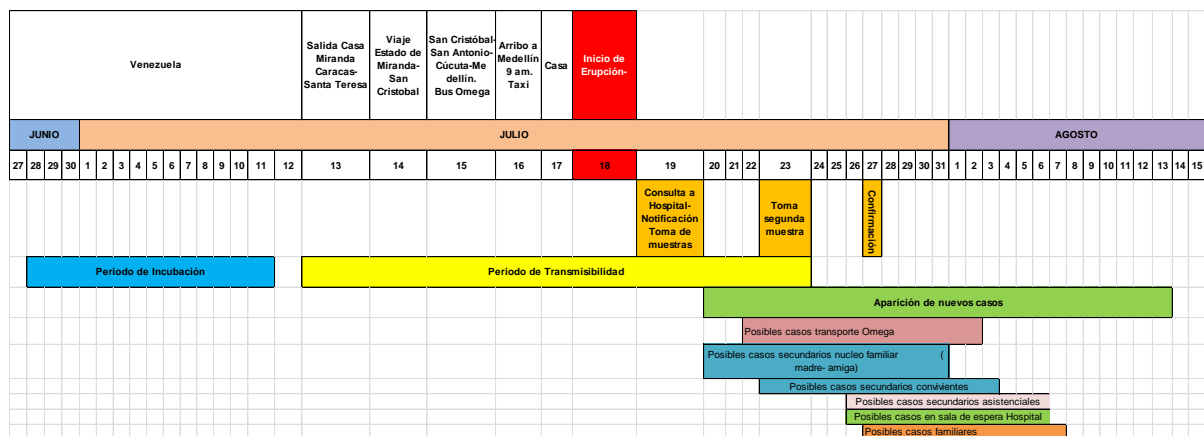 Venezuela
Salida Casa
Miranda
Caracas-
Santa Teresa
Viaje
Estado de
Miranda-
San
Cristobal
San Cristóbal-
San Antonio-
Cúcuta-Me
dellín.
Bus Omega
Arribo a
Medellín
9 am.
Taxi
Casa
Inicio de
Erupción-
JUNIO JULIO AGOSTO
27 28 29 30 1 2 3 4 5 6 7 8 9 10 11 12 13 14 15 16 17 18 19 20 21 22 23 24 25 26 27 28 29 30 31 1 2 3 4 5 6 7 8 9 10 11 12 13 14 15
Consulta a
Hospital-
Notificación
Toma de
muestras
Toma
segunda
muestra
Confirmación
Periodo de Incubación
Periodo de Transmisibilidad
Aparición de nuevos casos
Posibles casos transporte Omega
Posibles casos secundarios nucleo familiar (
madre- amiga)
Posibles casos secundarios convivientes
Posibles casos secundarios asistenciales
Posibles casos en sala de espera Hospital
Posibles casos familiares